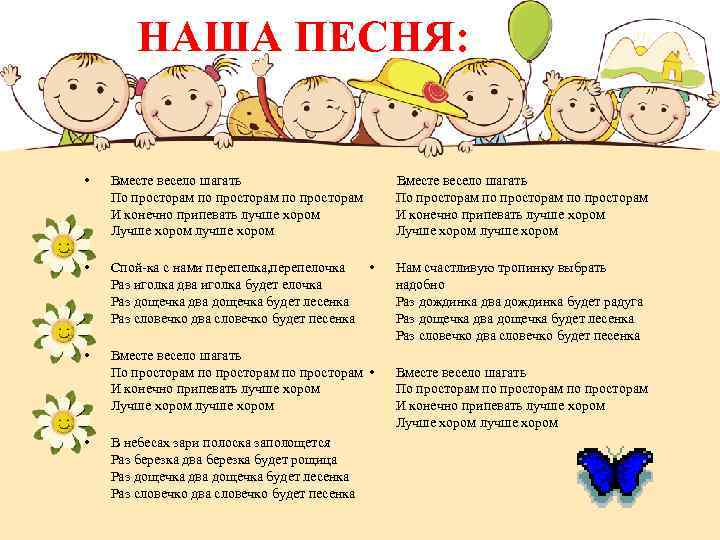 НАША ПЕСНЯ:
• Вместе весело шагать
По просторам по просторам по просторам
И конечно припевать лучше хором
Лучше хором лучше хором
• Спой-ка с нами перепелка,перепелочка
Раз иголка два иголка будет елочка
Раз дощечка два дощечка будет лесенка
Раз словечко два словечко будет песенка
• Вместе весело шагать
По просторам по просторам по просторам
И конечно припевать лучше хором
Лучше хором лучше хором
• В небесах зари полоска заполощется
Раз березка два березка будет рощица
Раз дощечка два дощечка будет лесенка
Раз словечко два словечко будет песенка
Вместе весело шагать
По просторам по просторам по просторам
И конечно припевать лучше хором
Лучше хором лучше хором
• Нам счастливую тропинку выбрать
надобно
Раз дождинка два дождинка будет радуга
Раз дощечка два дощечка будет лесенка
Раз словечко два словечко будет песенка
• Вместе весело шагать
По просторам по просторам по просторам
И конечно припевать лучше хором
Лучше хором лучше хором